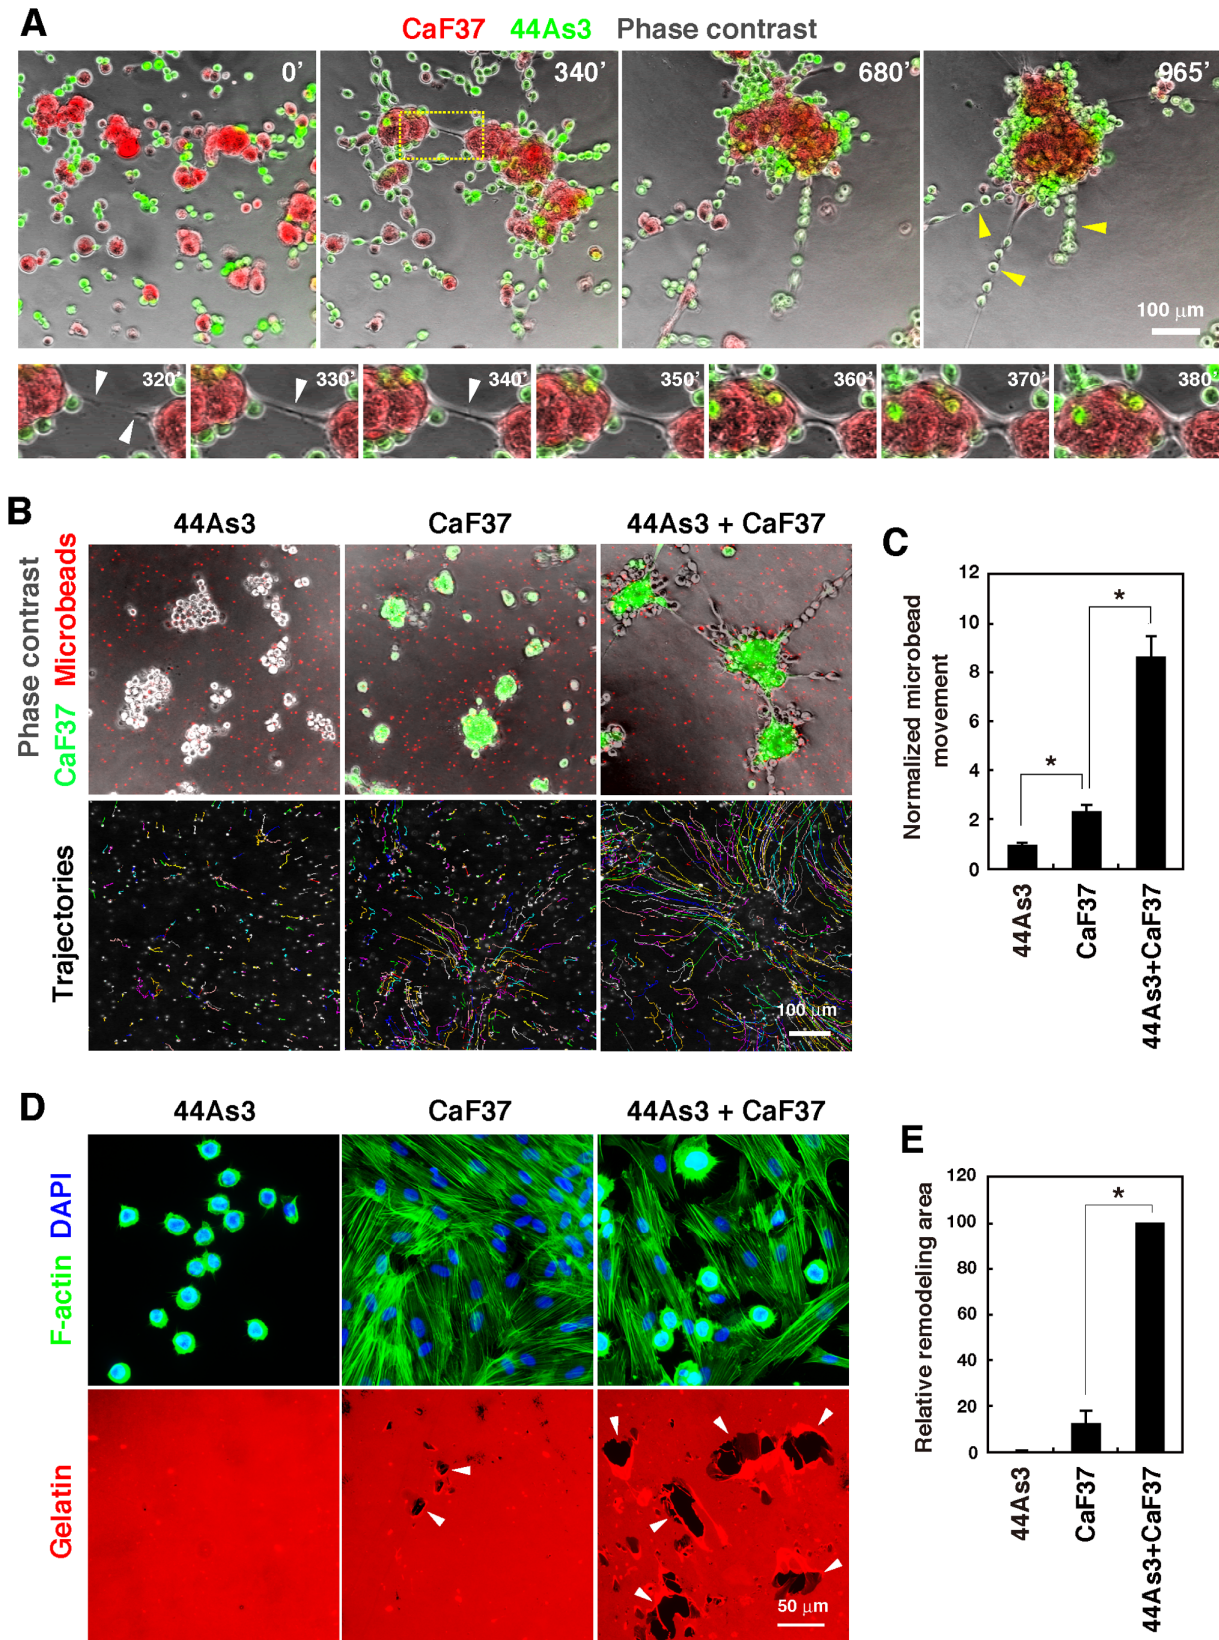 A
CaF37 44As3 Phase contrast
0’ 340’ 680’ 965’
100 µm
320’ 330’ 340’ 350’ 360’ 370’ 380’
B
44As3 CaF37 44As3 + CaF37
Phase contrast
CaF37 Microbeads
Trajectories
100 µm
C
Normalized microbead
movement
12
10
8
6
4
2
0
* *
44As3
CaF37
44As3+CaF37
D
44As3 CaF37 44As3 + CaF37
F-actin DAPI
Gelatin
50 µm
E
Relative remodeling area
120
100
80
60
40
20
0
*
44As3
CaF37
44As3+CaF37